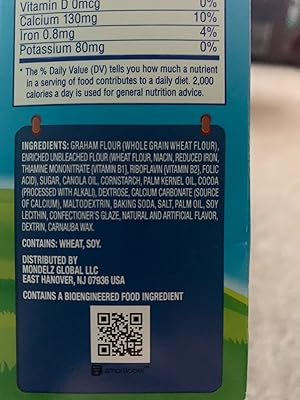 Vitamin D 0mcg 0%
Calcium 130mg 10%
Iron 0.8mg 4%
Potassium 80mg 0%
* The % Daily Value (DV) tells you how much a nutrient
in a serving of food contributes to a daily diet. 2,000
calories a day is used for general nutrition advice.
INGREDIENTS: GRAHAM FLOUR (WHOLE GRAIN WHEAT FLOUR),
ENRICHED UNBLEACHED FLOUR (WHEAT FLOUR, NIACIN, REDUCED IRON,
THIAMINE MONONITRATE {VITAMIN B1}, RIBOFLAVIN {VITAMIN B2}, FOLIC
ACID), SUGAR, CANOLA OIL, CORNSTARCH, PALM KERNEL OIL, COCOA
(PROCESSED WITH ALKALI), DEXTROSE, CALCIUM CARBONATE (SOURCE
OF CALCIUM), MALTODEXTRIN, BAKING SODA, SALT, PALM OIL, SOY
LECITHIN, CONFECTIONER'S GLAZE, NATURAL AND ARTIFICIAL FLAVOR,
DEXTRIN, CARNAUBA WAX.
CONTAINS: WHEAT, SOY.
DISTRIBUTED BY
MONDELZ GLOBAL LLC
EAST HANOVER, NJ 07936 USA
CONTAINS A BIOENGINEERED FOOD INGREDIENT
smartlabel™